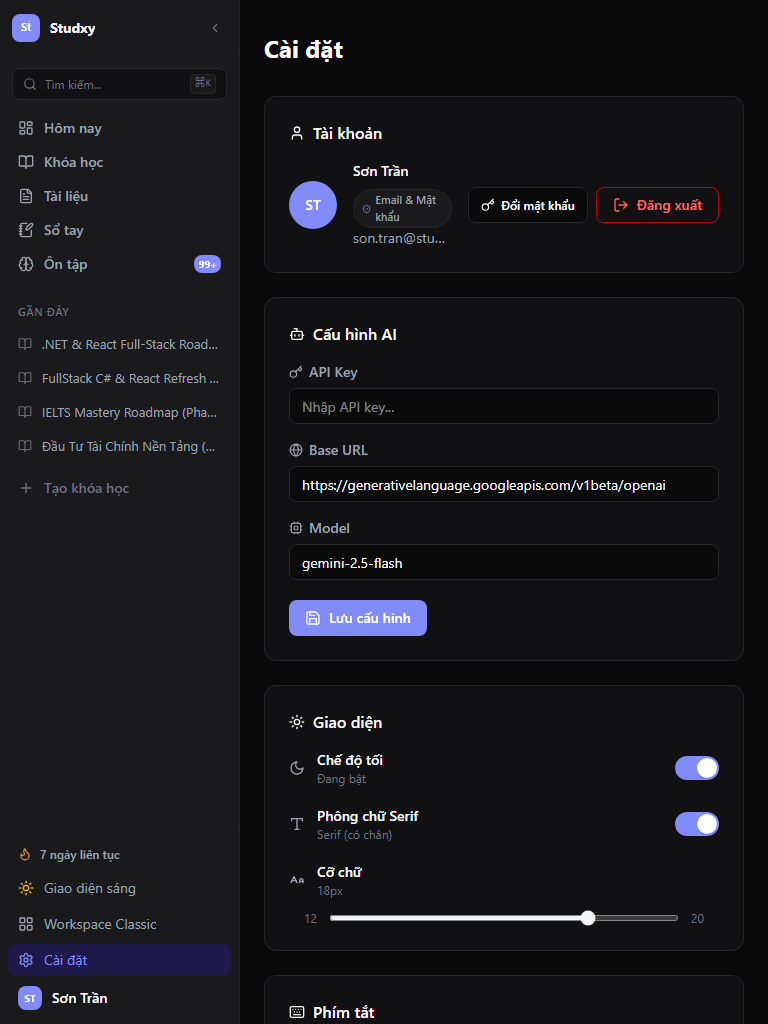 St Studxy
Tìm kiếm... ⌘K
Hôm nay
Khóa học
Tài liệu
Sổ tay
Ôn tập 99+
GẦN ĐÂY
.NET & React Full-Stack Road...
FullStack C# & React Refresh ...
IELTS Mastery Roadmap (Pha...
Đầu Tư Tài Chính Nền Tảng (...
Tạo khóa học
7 ngày liên tục
Giao diện sáng
Workspace Classic
Cài đặt
ST Sơn Trần
Cài đặt
Tài khoản
ST
Sơn Trần
Email & Mật
khẩu
son.tran@stu...
Đổi mật khẩu
Đăng xuất
Cấu hình AI
API Key
Nhập API key...
Base URL
https://generativelanguage.googleapis.com/v1beta/openai
Model
gemini-2.5-flash
Lưu cấu hình
Giao diện
Chế độ tối
Đang bật
Phông chữ Serif
Serif (có chân)
Cỡ chữ
18px
12 20
Phím tắt